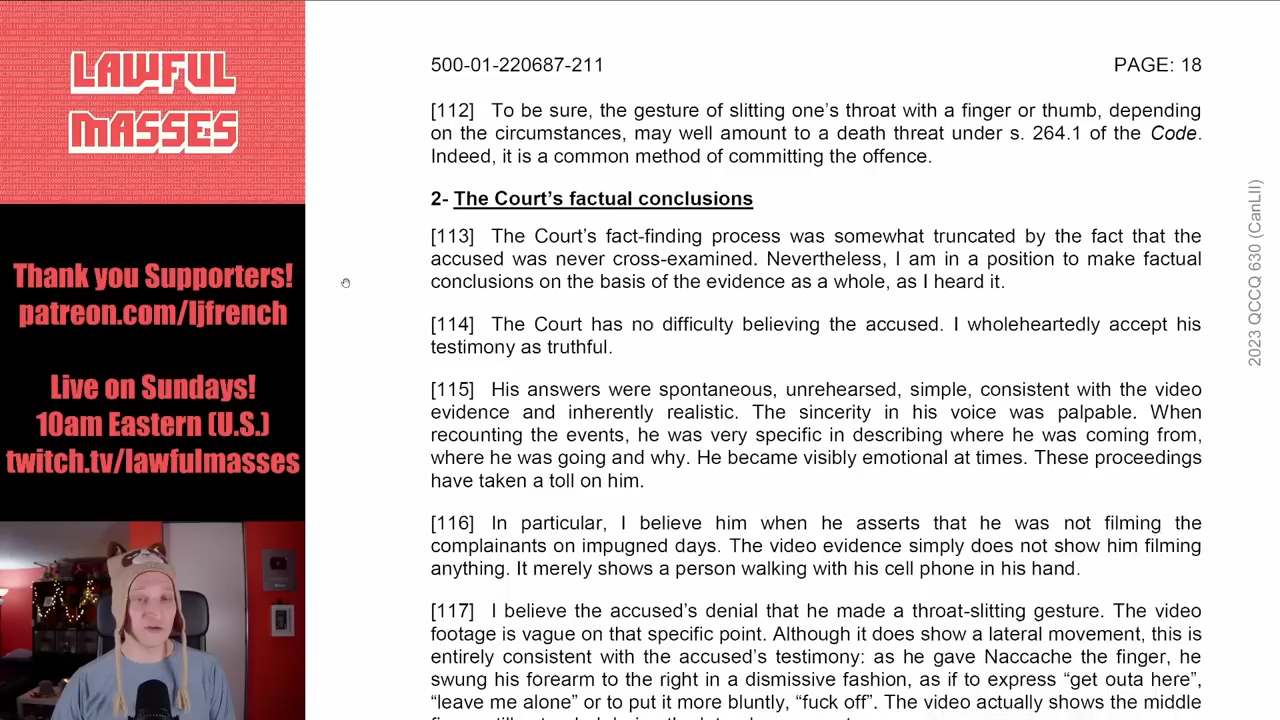 LAWFUL
MASSES
Thank you Supporters!
patreon.com/ljfrench
Live on Sundays!
10am Eastern (U.S.)
twitch.tv/lawfulmasses
500-01-220687-211 PAGE: 18
[112] To be sure, the gesture of slitting one's throat with a finger or thumb, depending
on the circumstances, may well amount to a death threat under s. 264.1 of the Code.
Indeed, it is a common method of committing the offence.
2- The Court's factual conclusions
[113] The Court's fact-finding process was somewhat truncated by the fact that the
accused was never cross-examined. Nevertheless, I am in a position to make factual
conclusions on the basis of the evidence as a whole, as I heard it.
[114] The Court has no difficulty believing the accused. I wholeheartedly accept his
testimony as truthful.
[115] His answers were spontaneous, unrehearsed, simple, consistent with the video
evidence and inherently realistic. The sincerity in his voice was palpable. When
recounting the events, he was very specific in describing where he was coming from,
where he was going and why. He became visibly emotional at times. These proceedings
have taken a toll on him.
[116] In particular, I believe him when he asserts that he was not filming the
complainants on impugned days. The video evidence simply does not show him filming
anything. It merely shows a person walking with his cell phone in his hand.
[117] I believe the accused's denial that he made a throat-slitting gesture. The video
footage is vague on that specific point. Although it does show a lateral movement, this is
entirely consistent with the accused's testimony: as he gave Naccache the finger, he
swung his forearm to the right in a dismissive fashion, as if to express “get outa here”,
“leave me alone” or to put it more bluntly, “fuck off”. The video actually shows the middle
2023 QCCQ 630 (CanLII)